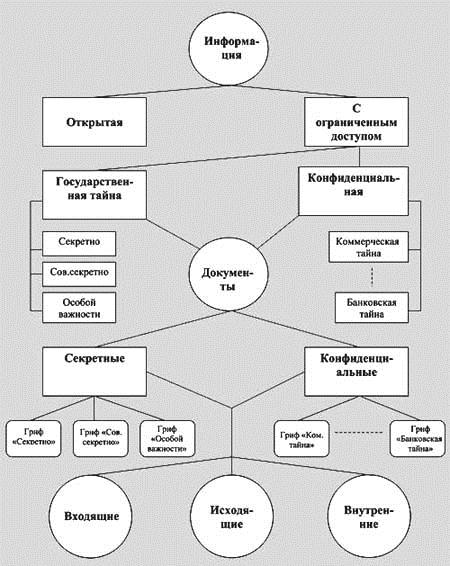 Информа-
ция
Открытая
С
ограниченным
доступом
Государствен-
ная тайна
Конфиденциаль-
ная
Секретно
Сов.секретно
Особой
важности
Коммерческая
тайна
Банковская
тайна
Докумен-
ты
Секретные
Конфиденци-
альные
Гриф
«Секретно»
Гриф «Сов.
секретно»
Гриф
«Особой
важности»
Гриф «Ком.
тайна»
Гриф
«Банковская
тайна»
Входящие
Исходя-
щие
Внутрен-
ние